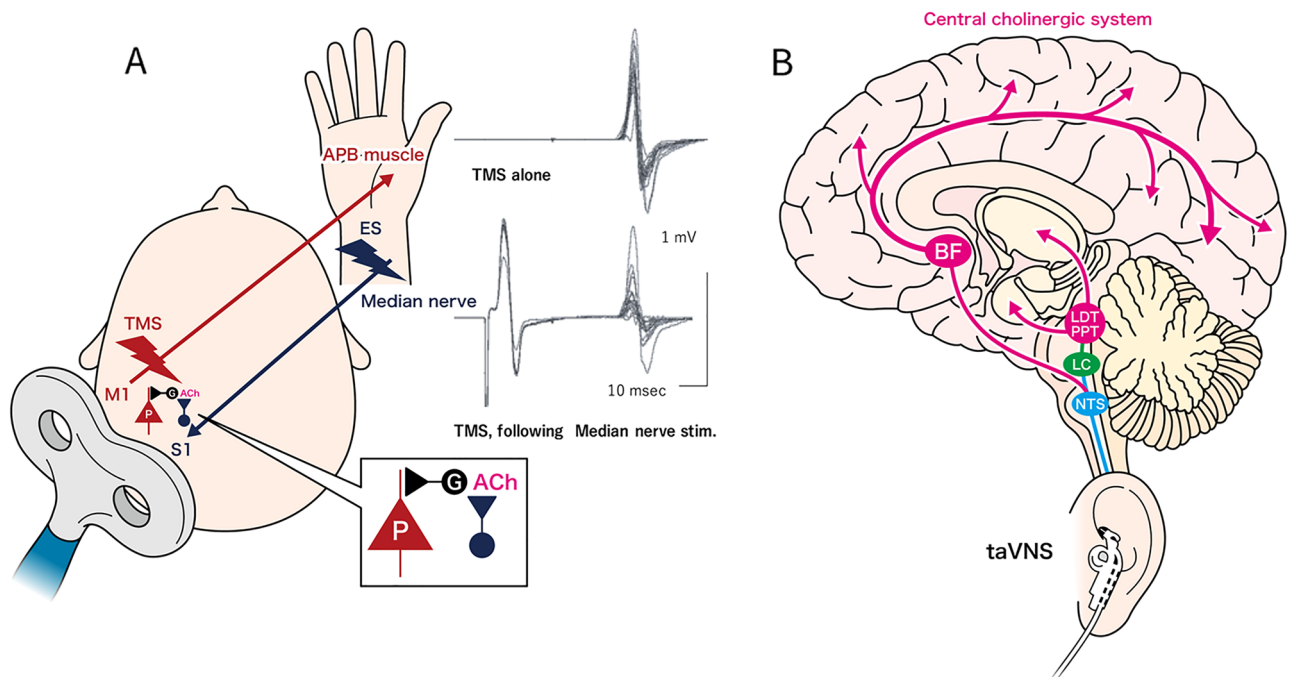 A
APB·muscle
ES
Median nerve
TMS
M1
P
G
ACh
S1
P
G
ACh
TMS alone
1 mV
10 msec
TMS, following Median nerve stim.
B
Central cholinergic system
BF
LDT
PPT
LC
NTS
taVNS